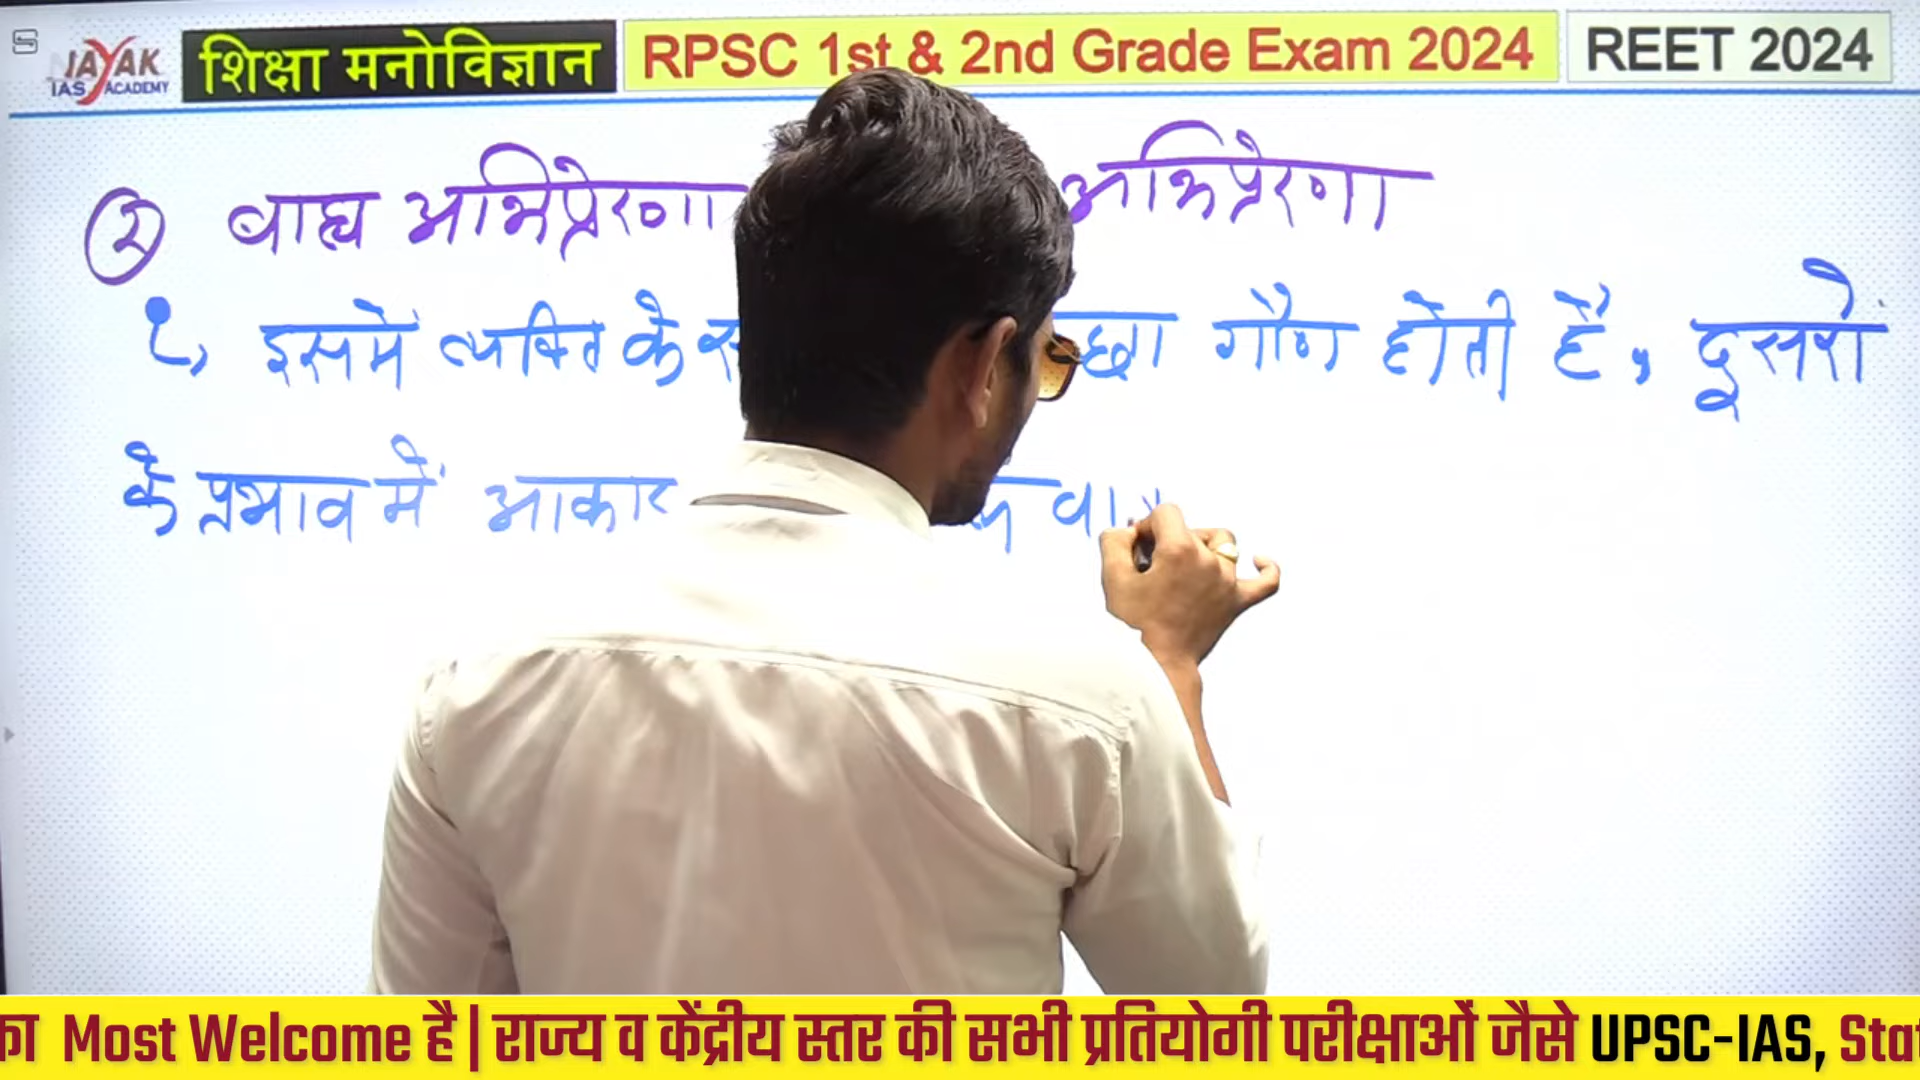 NAYAK
IAS ACADEMY
शिक्षा मनोविज्ञान
RPSC 1st & 2nd Grade Exam 2024
REET 2024
② बाह्य अभिप्रेरणा अभिप्रेरणा
१, इसमें व्यक्ति के गौण होती है, दूसरों
के प्रभाव में आकार
का Most Welcome है | राज्य व केंद्रीय स्तर की सभी प्रतियोगी परीक्षाओं जैसे UPSC-IAS,